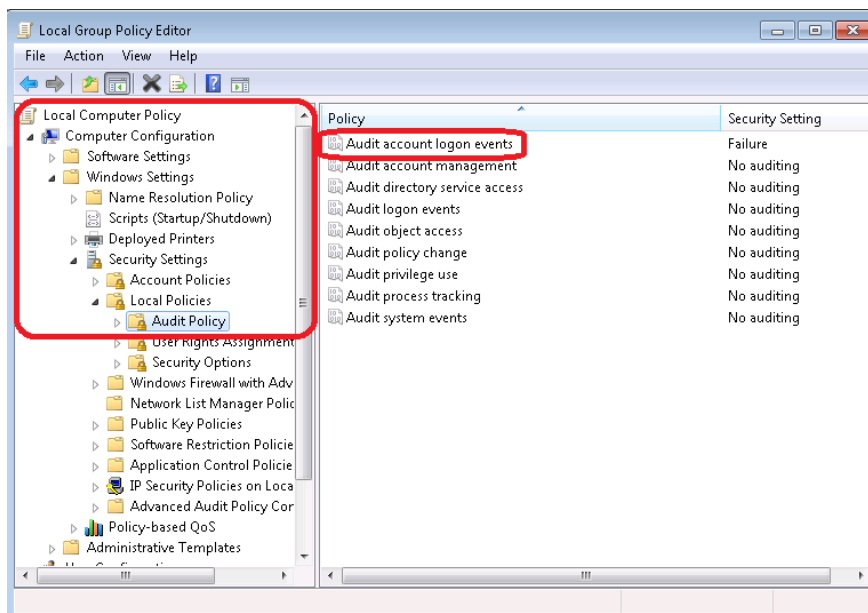 Local Group Policy Editor
File Action View Help
Local Computer Policy
Computer Configuration
Software Settings
Windows Settings
Name Resolution Policy
Scripts (Startup/Shutdown)
Deployed Printers
Security Settings
Account Policies
Local Policies
Audit Policy
User Rights Assignment
Security Options
Windows Firewall with Adv
Network List Manager Polic
Public Key Policies
Software Restriction Policie
Application Control Policie
IP Security Policies on Loca
Advanced Audit Policy Cor
Policy-based QoS
Administrative Templates
Policy Security Setting
Audit account logon events Failure
Audit account management No auditing
Audit directory service access No auditing
Audit logon events No auditing
Audit object access No auditing
Audit policy change No auditing
Audit privilege use No auditing
Audit process tracking No auditing
Audit system events No auditing